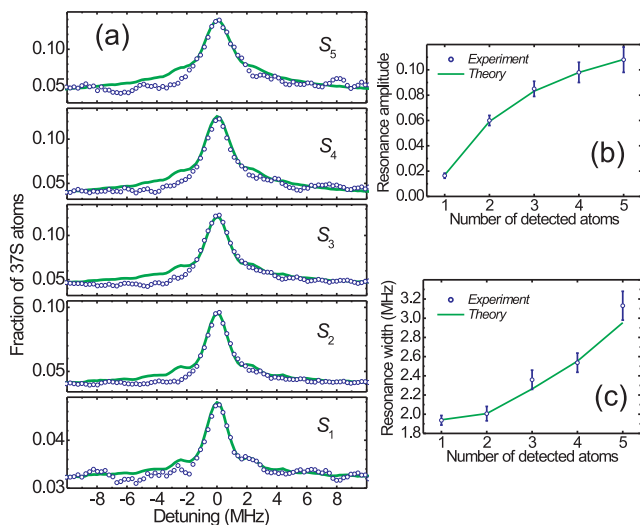 (a)
Fraction of 37S atoms
0.10
0.05
S5
0.10
0.05
S4
0.10
0.05
S3
0.10
0.05
S2
0.04
0.03
S1
-8 -6 -4 -2 0 2 4 6 8
Detuning (MHz)
Resonance amplitude
0.10
0.08
0.06
0.04
0.02
0.00
Experiment
Theory
(b)
1 2 3 4 5
Number of detected atoms
Resonance width (MHz)
3.2
3.0
2.8
2.6
2.4
2.2
2.0
1.8
Experiment
Theory
(c)
1 2 3 4 5
Number of detected atoms